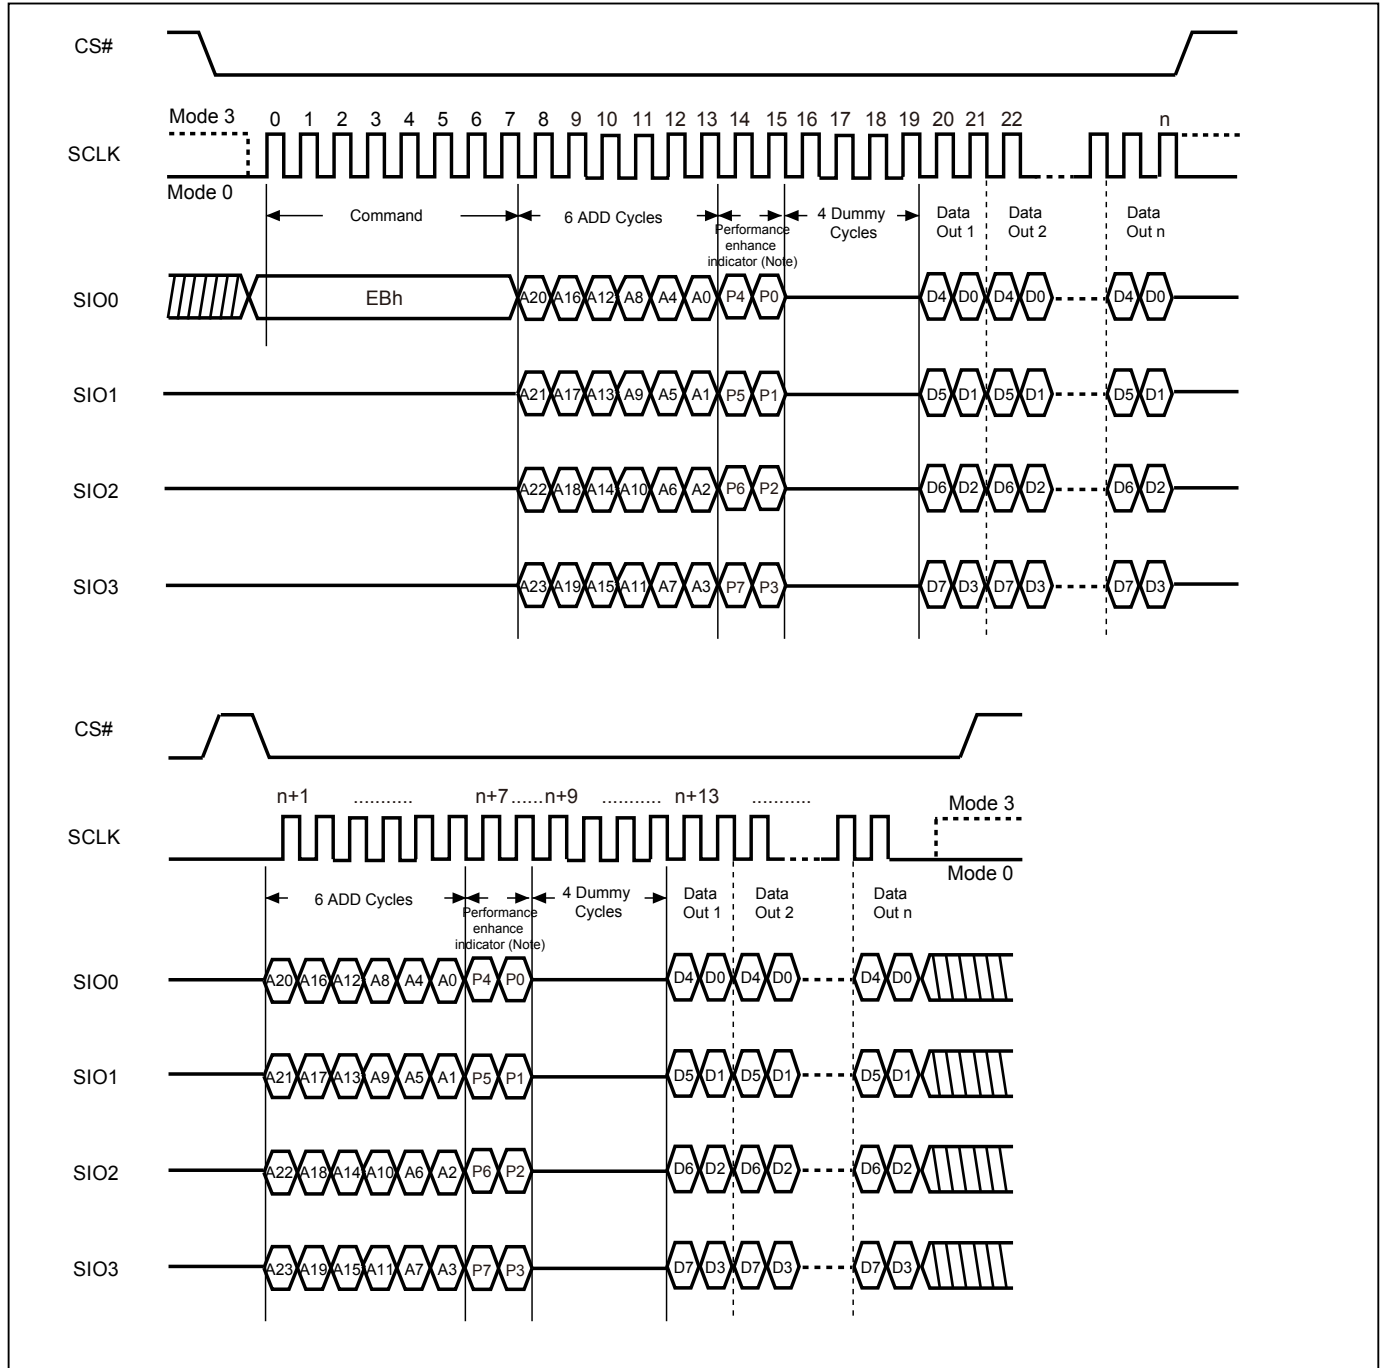 CS#
Mode 3
0 1 2 3 4 5 6 7 8 9 10 11 12 13 14 15 16 17 18 19 20 21 22 n
SCLK
Mode 0
Command
6 ADD Cycles
Performance
enhance
indicator (Note)
4 Dummy
Cycles
Data
Out 1
Data
Out 2
Data
Out n
SIO0
EBh
A20 A16 A12 A8 A4 A0 P4 P0 D4 D0 D4 D0 D4 D0
SIO1
A21 A17 A13 A9 A5 A1 P5 P1 D5 D1 D5 D1 D5 D1
SIO2
A22 A18 A14 A10 A6 A2 P6 P2 D6 D2 D6 D2 D6 D2
SIO3
A23 A19 A15 A11 A7 A3 P7 P3 D7 D3 D7 D3 D7 D3
CS#
n+1 ........... n+7 ...... n+9 ........... n+13 ...........
Mode 3
SCLK
Mode 0
6 ADD Cycles
Performance
enhance
indicator (Note)
4 Dummy
Cycles
Data
Out 1
Data
Out 2
Data
Out n
SIO0
A20 A16 A12 A8 A4 A0 P4 P0 D4 D0 D4 D0 D4 D0
SIO1
A21 A17 A13 A9 A5 A1 P5 P1 D5 D1 D5 D1 D5 D1
SIO2
A22 A18 A14 A10 A6 A2 P6 P2 D6 D2 D6 D2 D6 D2
SIO3
A23 A19 A15 A11 A7 A3 P7 P3 D7 D3 D7 D3 D7 D3